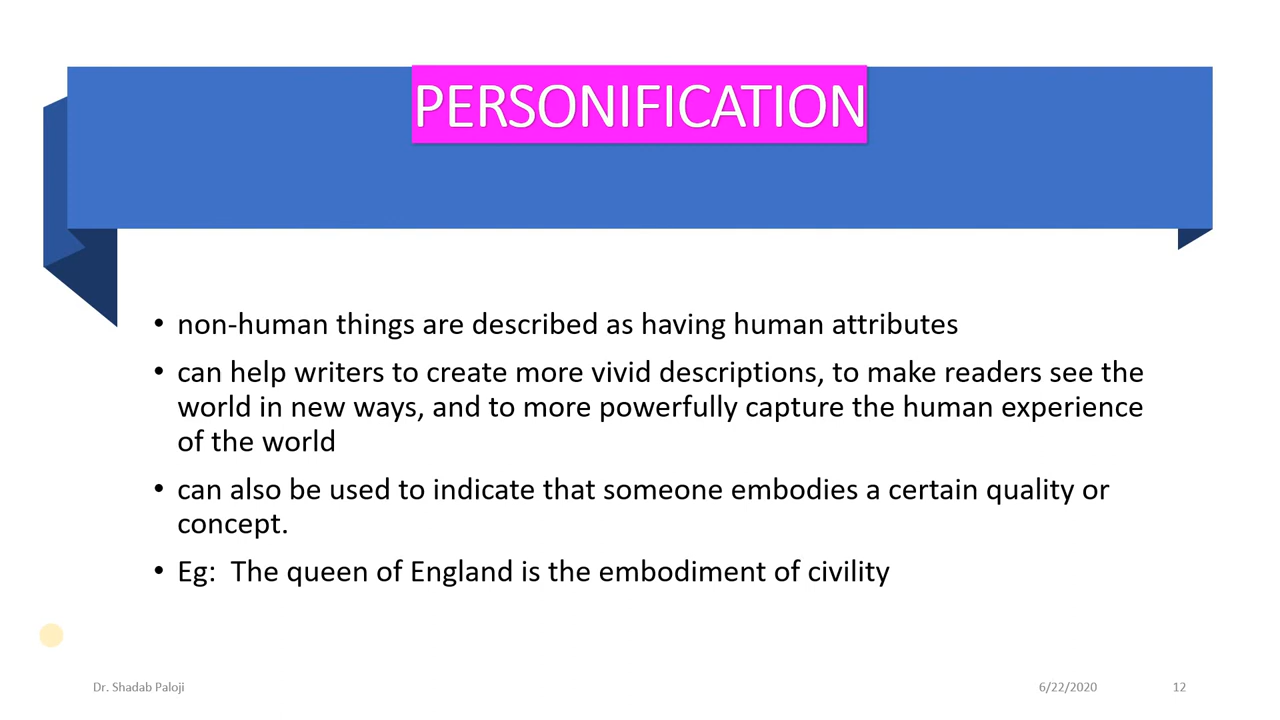 PERSONIFICATION
• non-human things are described as having human attributes
• can help writers to create more vivid descriptions, to make readers see the
world in new ways, and to more powerfully capture the human experience
of the world
• can also be used to indicate that someone embodies a certain quality or
concept.
• Eg:  The queen of England is the embodiment of civility
Dr. Shadab Paloji 6/22/2020 12